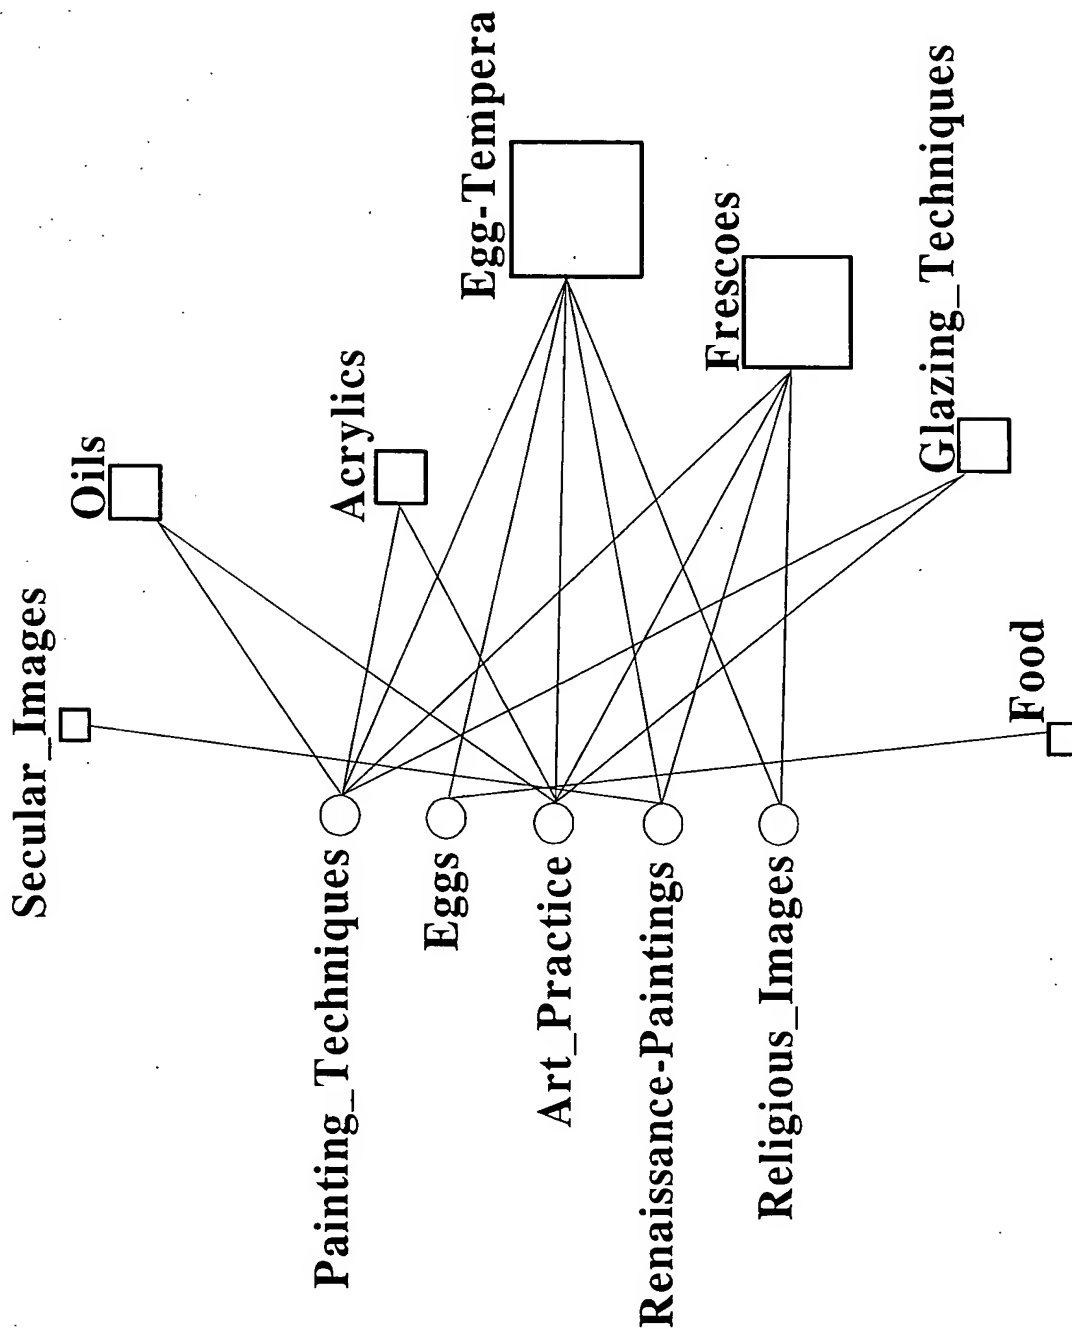 Secular_Images
Oils
Acrylics
Egg-Tempera
Frescoes
Glazing_Techniques
Food
Painting_Techniques
Eggs
Art_Practice
Renaissance-Paintings
Religious_Images